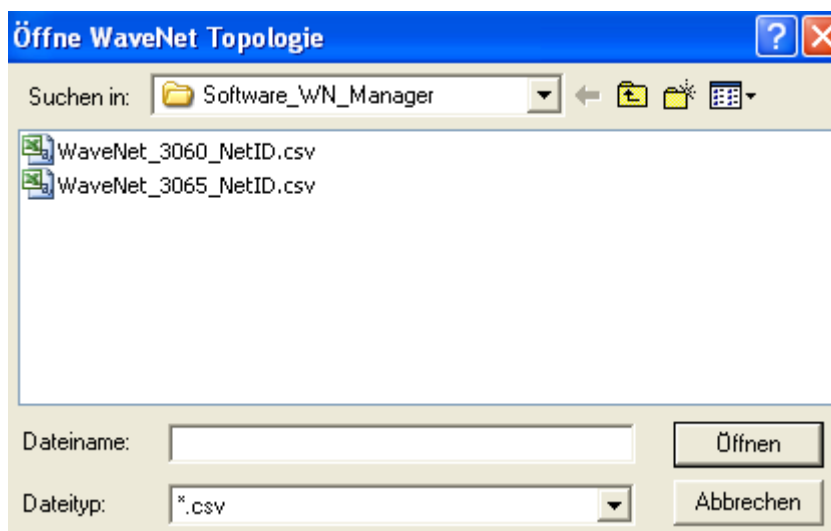 Öffne WaveNet Topologie
Suchen in: Software_WN_Manager
WaveNet_3060_NetID.csv
WaveNet_3065_NetID.csv
Dateiname: Öffnen
Dateityp: *.csv Abbrechen